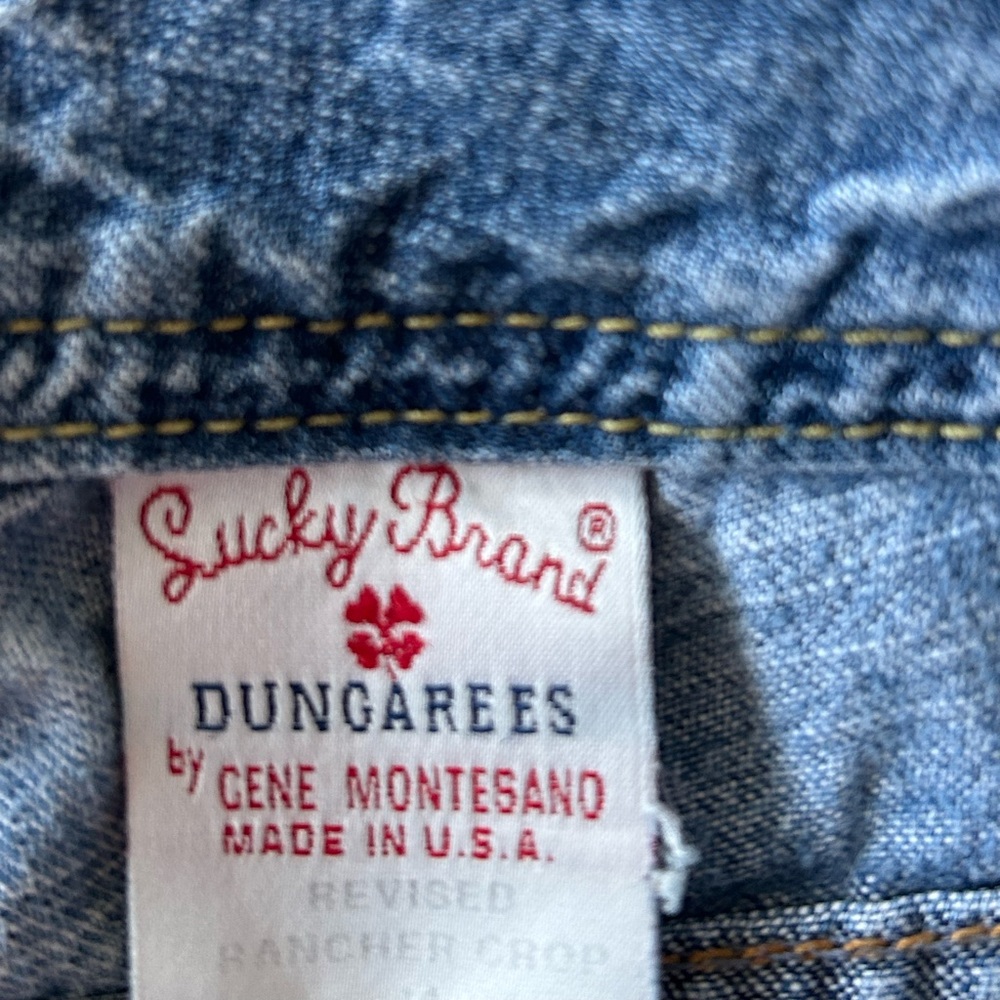 Lucky Brand®
DUNGAREES
by GENE MONTESANO
MADE IN U.S.A.
REVISED
RANCHER CROP